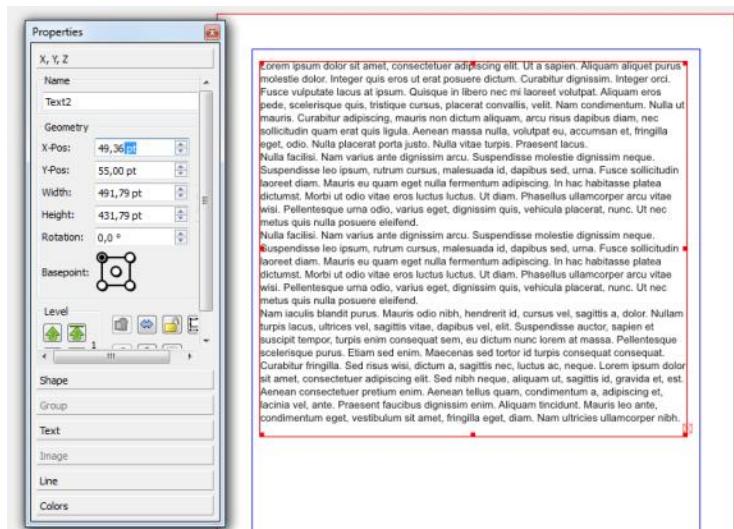 Properties
X, Y, Z
Name
Text2
Geometry
X-Pos: 49,36 pt
Y-Pos: 55,00 pt
Width: 491,79 pt
Height: 431,79 pt
Rotation: 0,0 °
Basepoint:
Level
1
Shape
Group
Text
Image
Line
Colors
Lorem ipsum dolor sit amet, consectetuer adipiscing elit. Ut a sapien. Aliquam aliquet purus
molestie dolor. Integer quis eros ut erat posuere dictum. Curabitur dignissim. Integer orci.
Fusce vulputate lacus at ipsum. Quisque in libero nec mi laoreet volutpat. Aliquam eros
pede, scelerisque quis, tristique cursus, placerat convallis, velit. Nam condimentum. Nulla ut
mauris. Curabitur adipiscing, mauris non dictum aliquam, arcu risus dapibus diam, nec
sollicitudin quam erat quis ligula. Aenean massa nulla, volutpat eu, accumsan et, fringilla
eget, odio. Nulla placerat porta justo. Nulla vitae turpis. Praesent lacus.
Nulla facilisi. Nam varius ante dignissim arcu. Suspendisse molestie dignissim neque.
Suspendisse leo ipsum, rutrum cursus, malesuada id, dapibus sed, urna. Fusce sollicitudin
laoreet diam. Mauris eu quam eget nulla fermentum adipiscing. In hac habitasse platea
dictumst. Morbi ut odio vitae eros luctus luctus. Ut diam. Phasellus ullamcorper arcu vitae
wisi. Pellentesque urna odio, varius eget, dignissim quis, vehicula placerat, nunc. Ut nec
metus quis nulla posuere eleifend.
Nulla facilisi. Nam varius ante dignissim arcu. Suspendisse molestie dignissim neque.
Suspendisse leo ipsum, rutrum cursus, malesuada id, dapibus sed, urna. Fusce sollicitudin
laoreet diam. Mauris eu quam eget nulla fermentum adipiscing. In hac habitasse platea
dictumst. Morbi ut odio vitae eros luctus luctus. Ut diam. Phasellus ullamcorper arcu vitae
wisi. Pellentesque urna odio, varius eget, dignissim quis, vehicula placerat, nunc. Ut nec
metus quis nulla posuere eleifend.
Nam iaculis blandit purus. Mauris odio nibh, hendrerit id, cursus vel, sagittis a, dolor. Nullam
turpis lacus, ultrices vel, sagittis vitae, dapibus vel, elit. Suspendisse auctor, sapien et
suscipit tempor, turpis enim consequat sem, eu dictum nunc lorem at massa. Pellentesque
scelerisque purus. Etiam sed enim. Maecenas sed tortor id turpis consequat consequat.
Curabitur fringilla. Sed risus wisi, dictum a, sagittis nec, luctus ac, neque. Lorem ipsum dolor
sit amet, consectetuer adipiscing elit. Sed nibh neque, aliquam ut, sagittis id, gravida et, est.
Aenean consectetuer pretium enim. Aenean tellus quam, condimentum a, adipiscing et,
lacinia vel, ante. Praesent faucibus dignissim enim. Aliquam tincidunt. Mauris leo ante,
condimentum eget, vestibulum sit amet, fringilla eget, diam. Nam ultricies ullamcorper nibh.